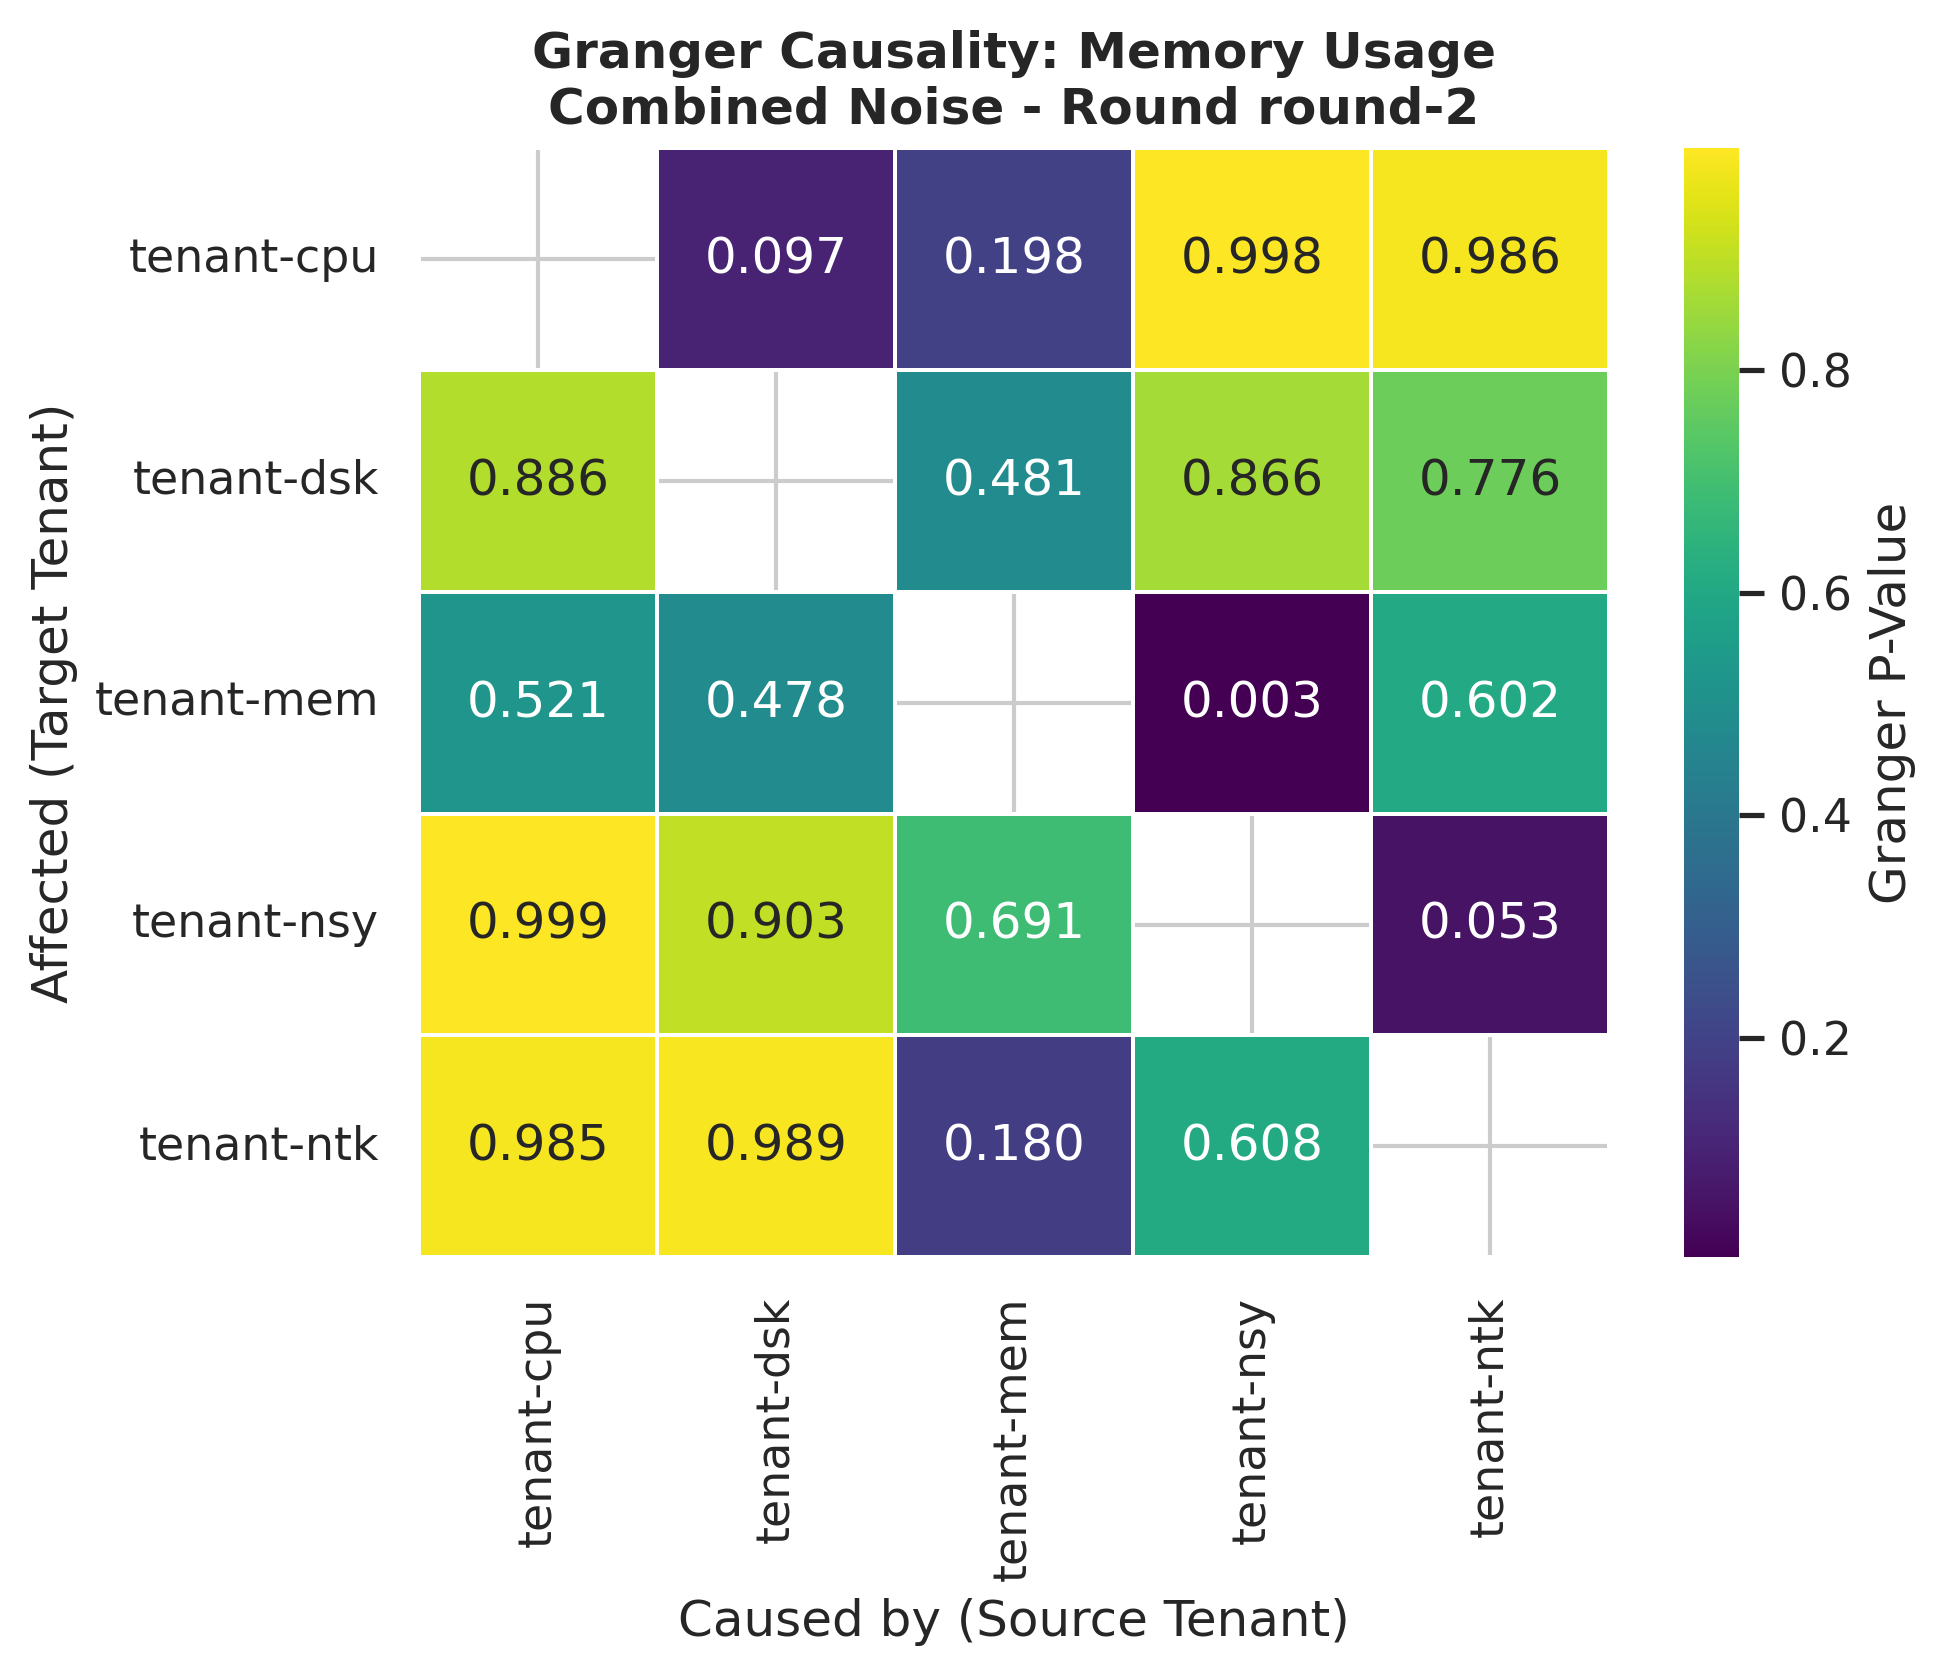 Granger Causality: Memory Usage
Combined Noise - Round round-2
Affected (Target Tenant)
tenant-cpu
0.097 0.198 0.998 0.986
tenant-dsk
0.886 0.481 0.866 0.776
tenant-mem
0.521 0.478 0.003 0.602
tenant-nsy
0.999 0.903 0.691 0.053
tenant-ntk
0.985 0.989 0.180 0.608
tenant-cpu
tenant-dsk
tenant-mem
tenant-nsy
tenant-ntk
Caused by (Source Tenant)
0.8
0.6
0.4
0.2
Granger P-Value